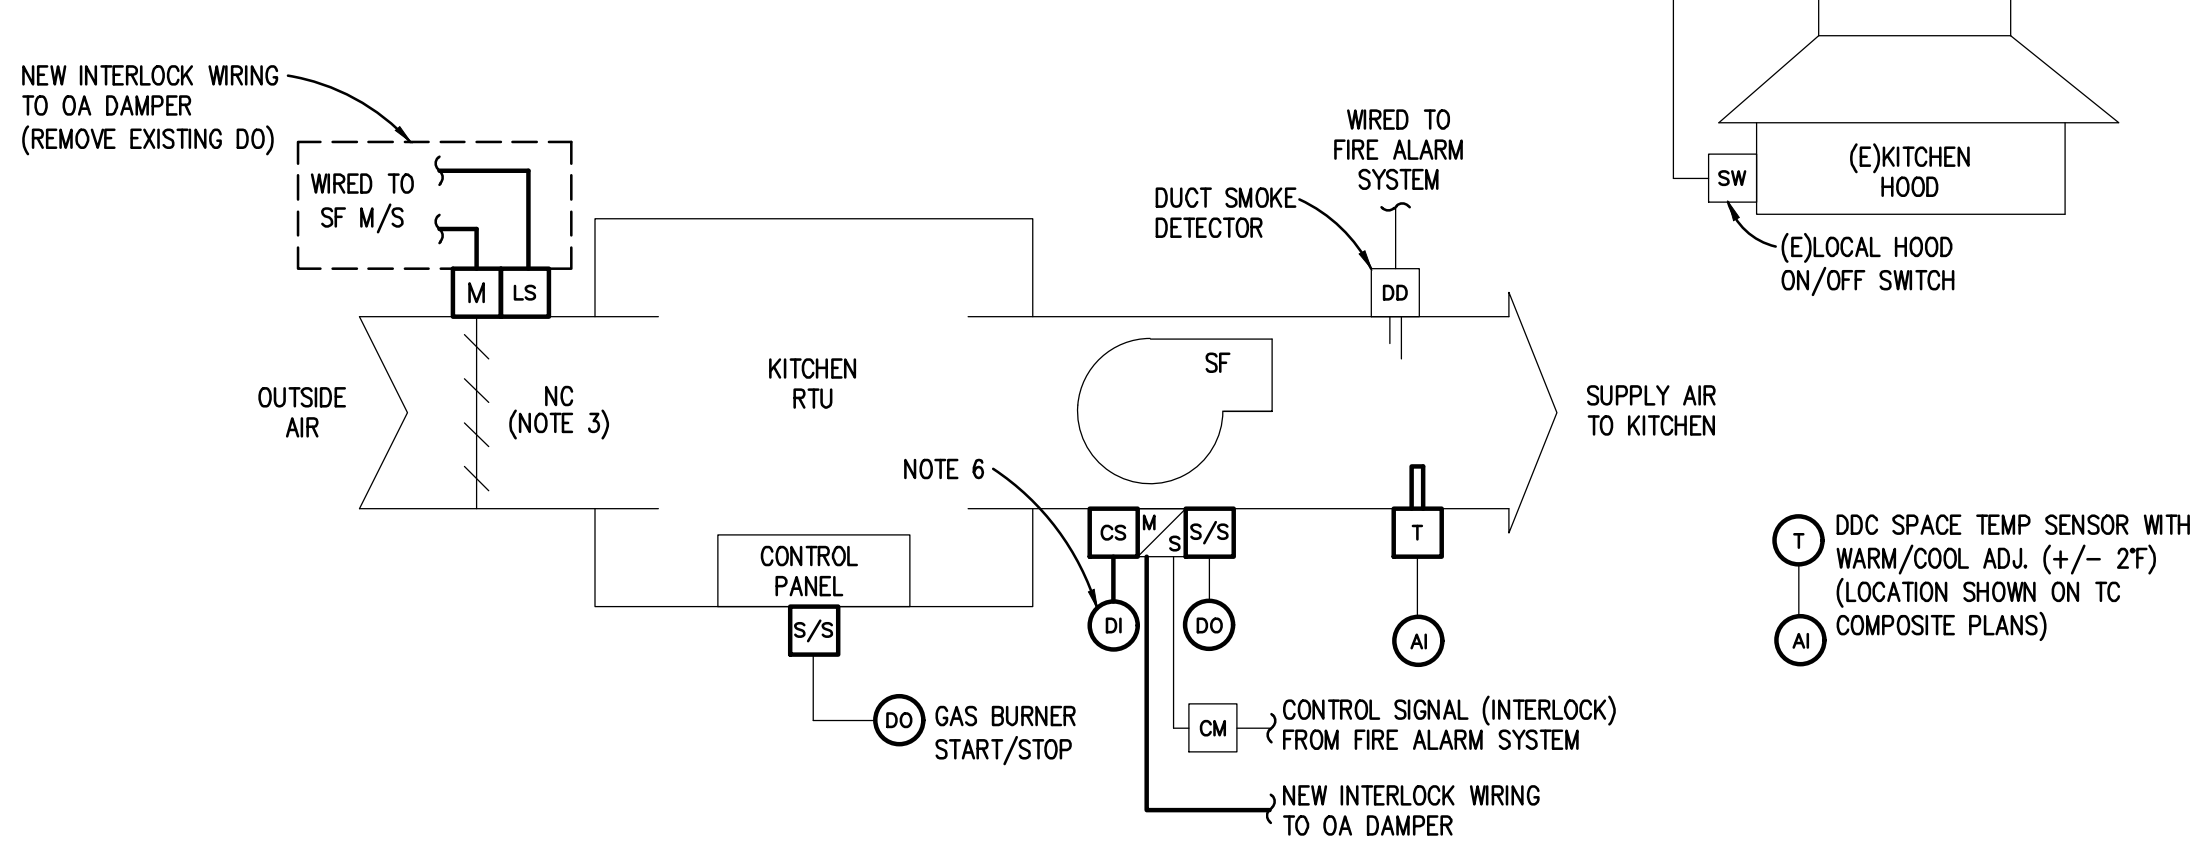 NEW INTERLOCK WIRING
TO OA DAMPER
(REMOVE EXISTING DO)
WIRED TO
SF M/S
M
LS
OUTSIDE
AIR
NC
(NOTE 3)
KITCHEN
RTU
CONTROL
PANEL
S/S
DO
GAS BURNER
START/STOP
NOTE 6
SF
CS
M
S
S/S
DI
DO
DUCT SMOKE
DETECTOR
WIRED TO
FIRE ALARM
SYSTEM
DD
T
AI
CM
CONTROL SIGNAL (INTERLOCK)
FROM FIRE ALARM SYSTEM
NEW INTERLOCK WIRING
TO OA DAMPER
SUPPLY AIR
TO KITCHEN
SW
(E)KITCHEN
HOOD
(E)LOCAL HOOD
ON/OFF SWITCH
T
AI
DDC SPACE TEMP SENSOR WITH
WARM/COOL ADJ. (+/- 2°F)
(LOCATION SHOWN ON TC
COMPOSITE PLANS)